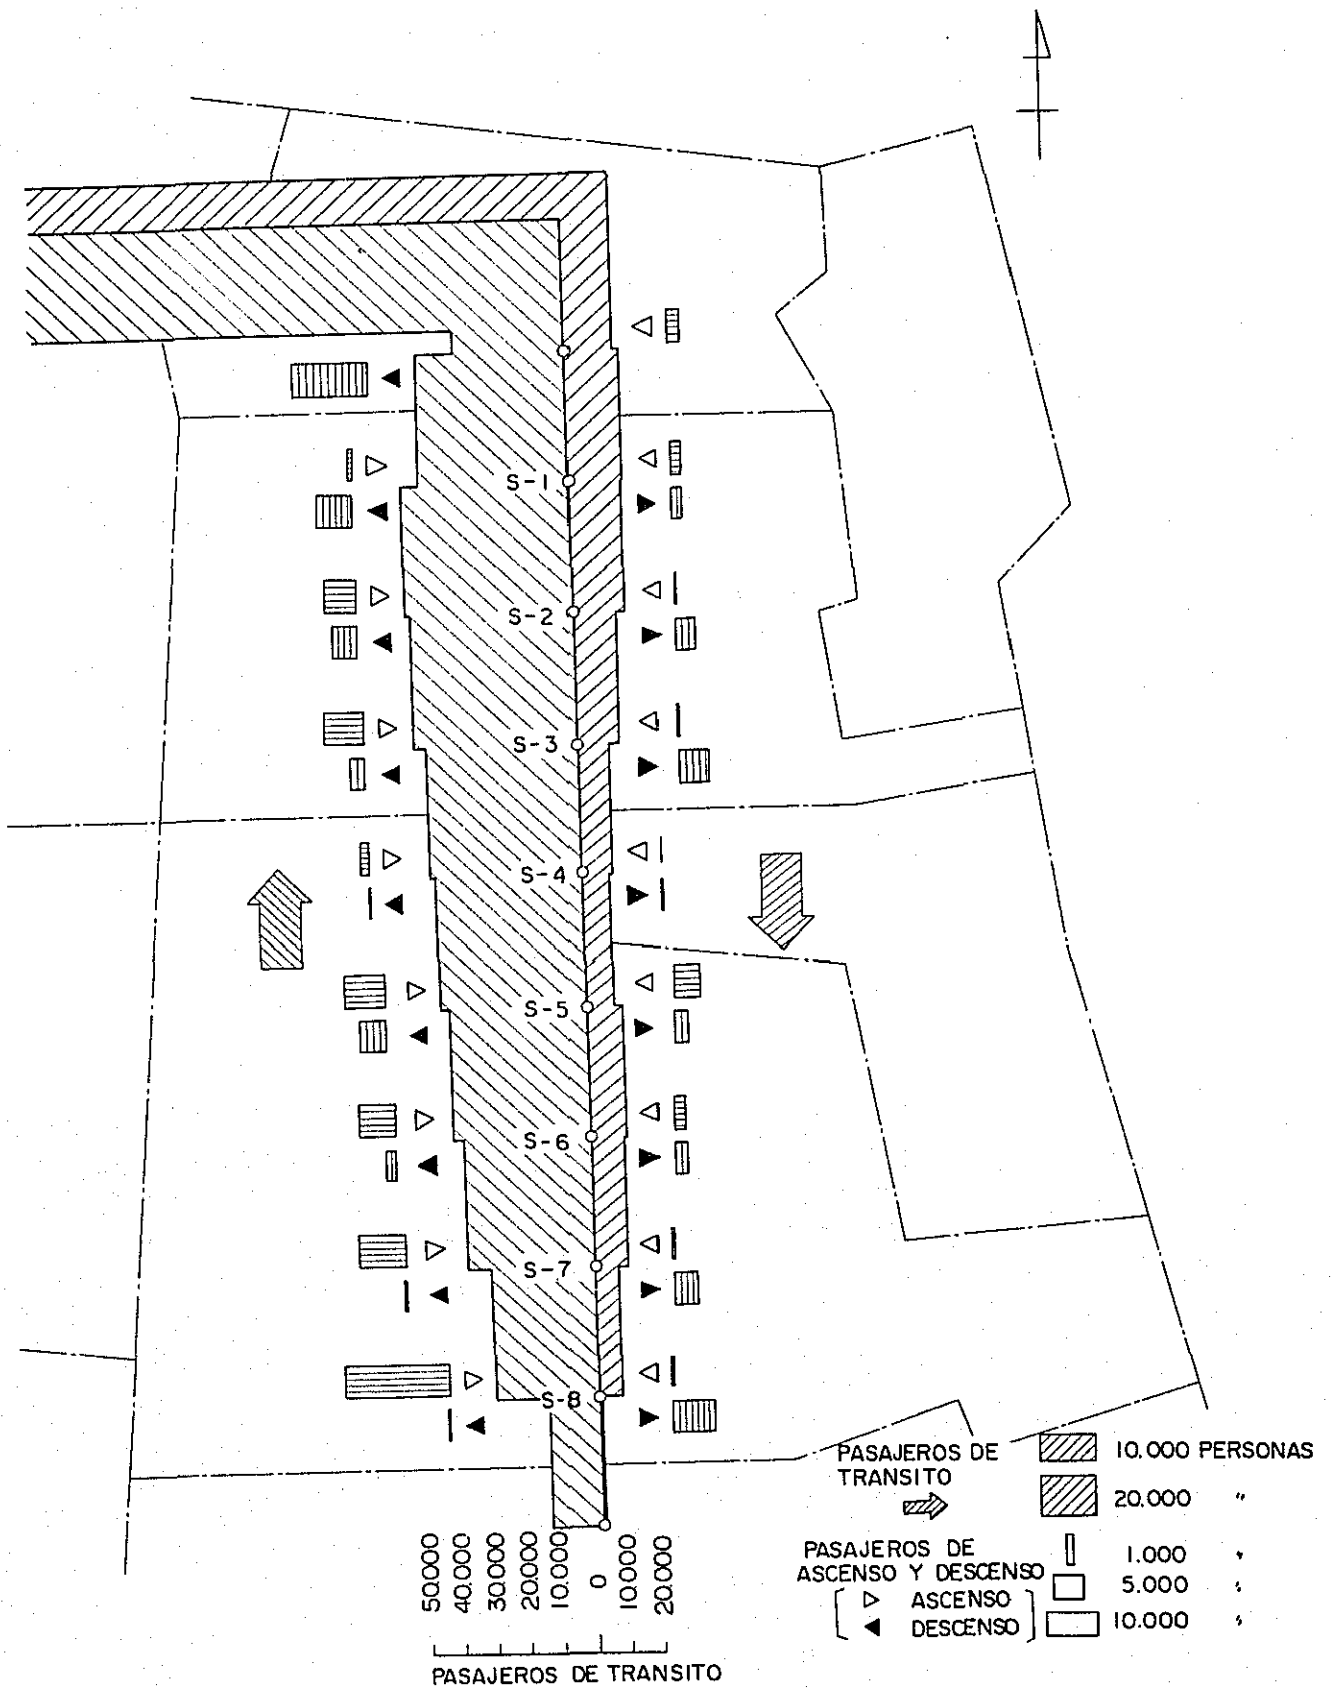 S-1
S-2
S-3
S-4
S-5
S-6
S-7
S-8
PASAJEROS DE
TRANSITO
10.000 PERSONAS
20.000 "
PASAJEROS DE
ASCENSO Y DESCENSO
ASCENSO
DESCENSO
1.000 "
5.000 "
10.000 "
50.000
40.000
30.000
20.000
10.000
0
10.000
20.000
PASAJEROS DE TRANSITO